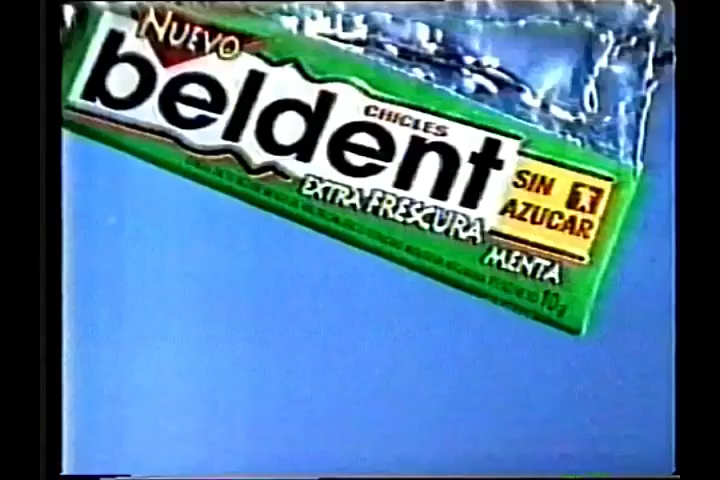 NUEVO
beldent
CHICLES
EXTRA FRESCURA
MENTA
SIN
AZUCAR
10g